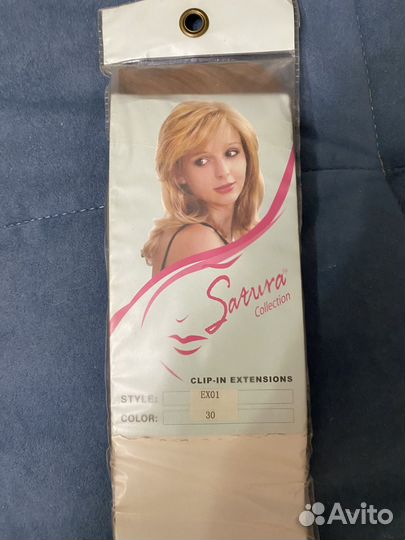 Satura
Collection
CLIP-IN EXTENSIONS
STYLE: EX01
COLOR: 30
Avito